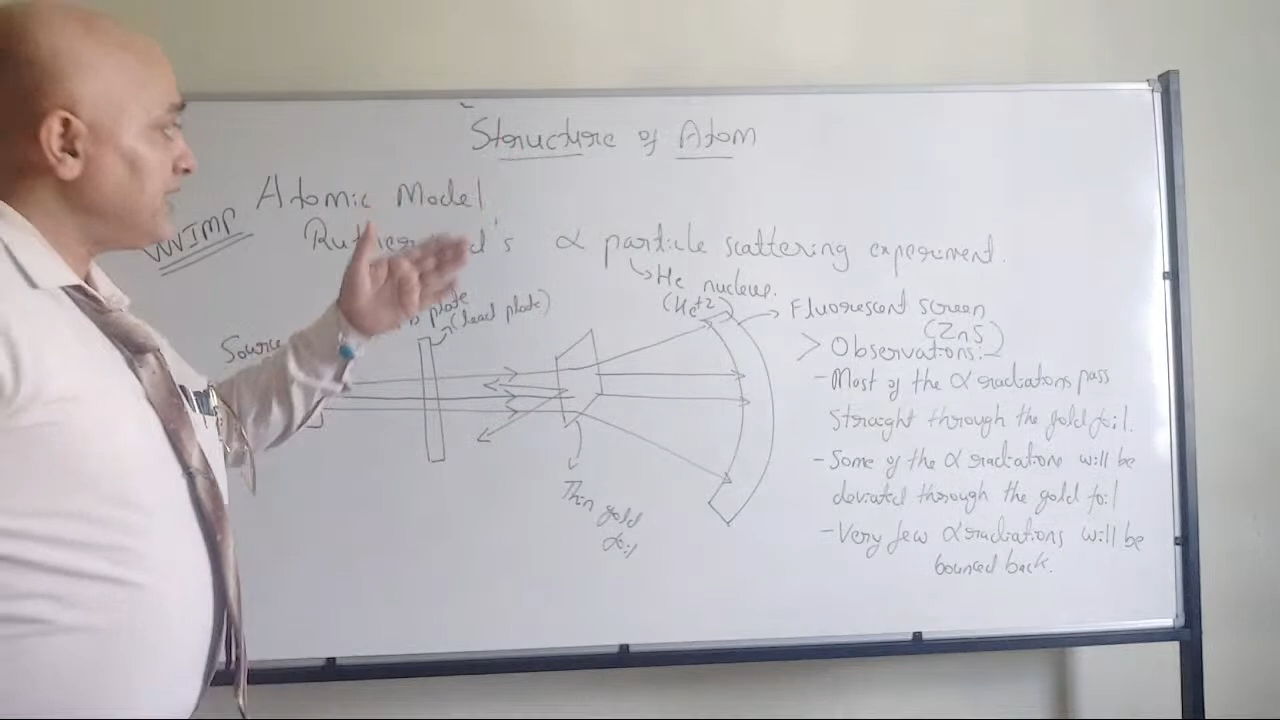 Structure of Atom
Atomic Model
VVIMP
α particle scattering experiment.
He nucleus.
(He+2)
plate
(lead plate)
Source
Fluorescent screen
(ZnS)
> Observations:-
- Most of the α radiations pass
straight through the gold foil.
- Some of the α radiations will be
deviated through the gold foil
- Very few α radiations will be
bounced back.
Thin gold
foil